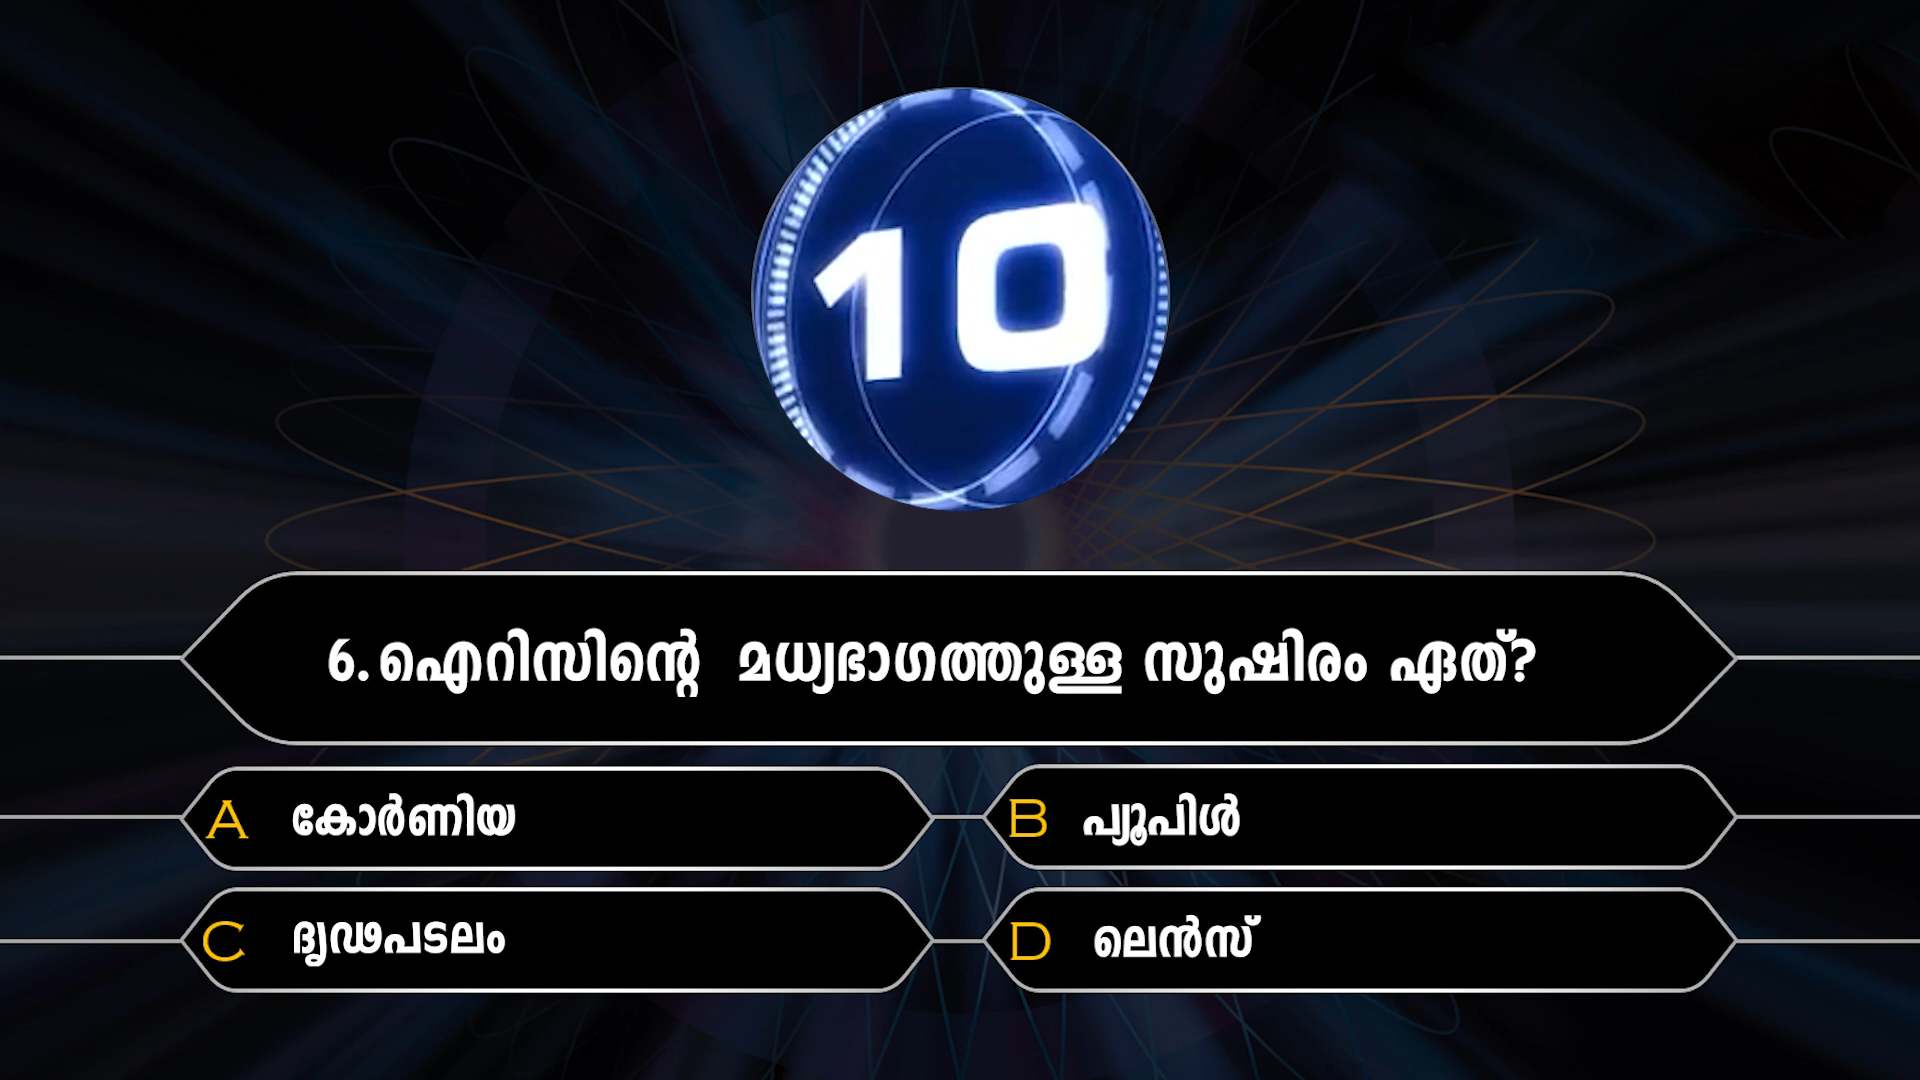 10
6. ഐറിസിന്റെ മധ്യഭാഗത്തുള്ള സുഷിരം ഏത്?
A കോർണിയ
B പ്യൂപിൾ
C ദൃഢപടലം
D ലെൻസ്